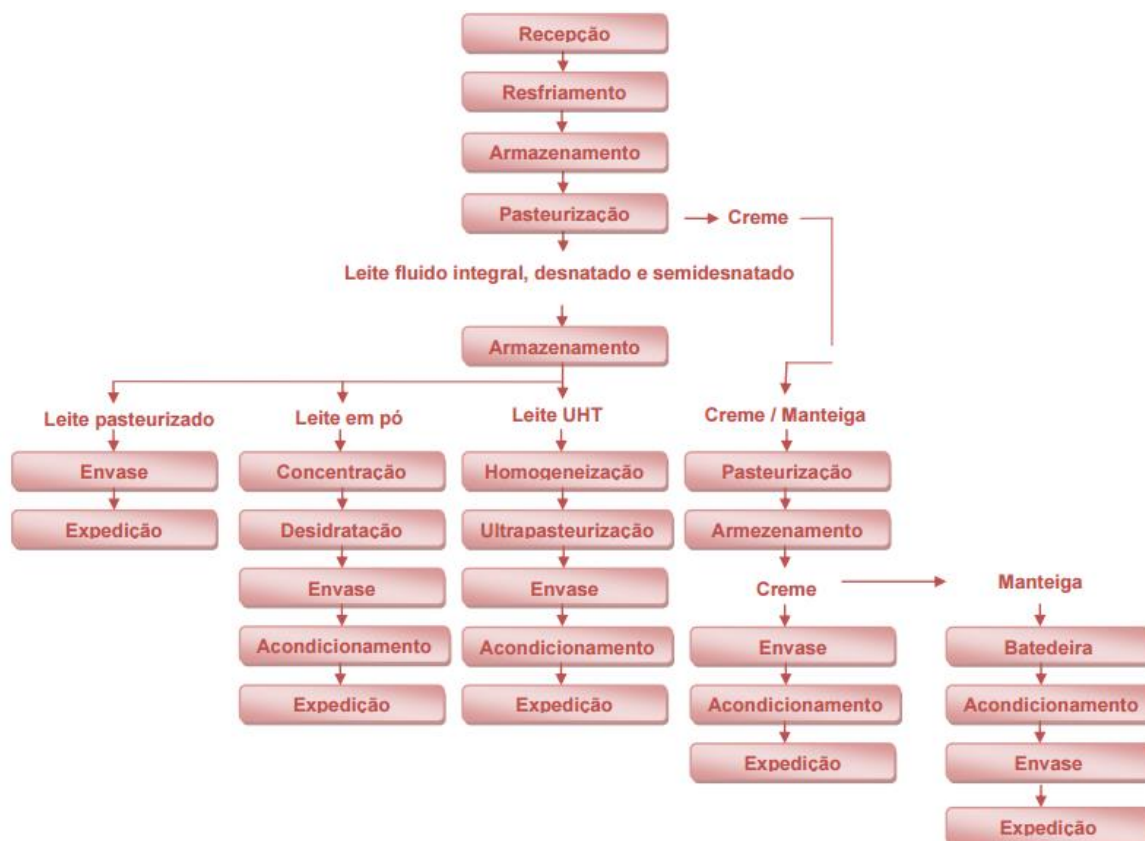 Recepção
Resfriamento
Armazenamento
Pasteurização
Creme
Leite fluido integral, desnatado e semidesnatado
Armazenamento
Leite pasteurizado
Envase
Expedição
Leite em pó
Concentração
Desidratação
Envase
Acondicionamento
Expedição
Leite UHT
Homogeneização
Ultrapasteurização
Envase
Acondicionamento
Expedição
Creme / Manteiga
Pasteurização
Armezenamento
Creme
Envase
Acondicionamento
Expedição
Manteiga
Batedeira
Acondicionamento
Envase
Expedição